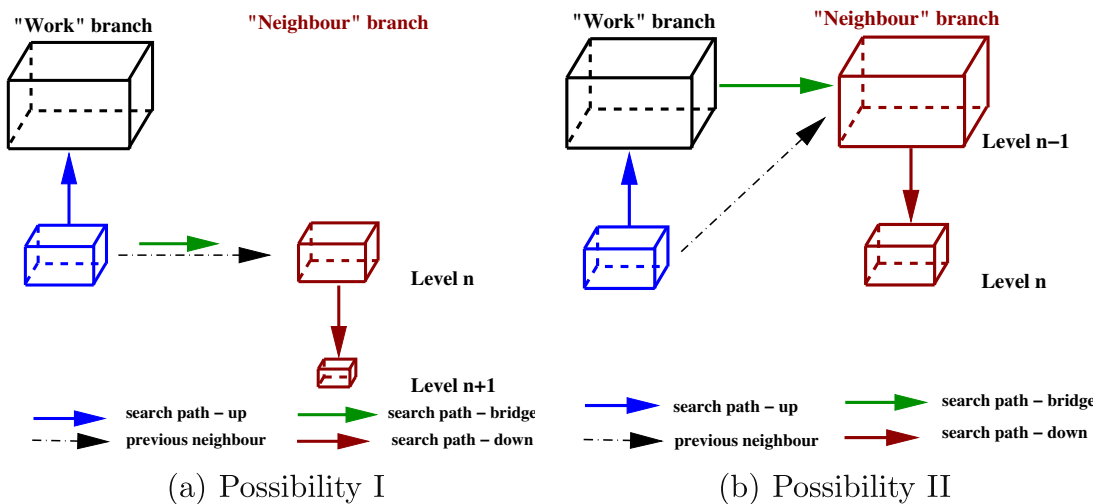 "Work" branch
"Neighbour" branch
Level n
Level n+1
search path - up
search path - bridge
previous neighbour
search path - down
(a) Possibility I
"Work" branch
"Neighbour" branch
Level n-1
Level n
search path - up
search path - bridge
previous neighbour
search path - down
(b) Possibility II